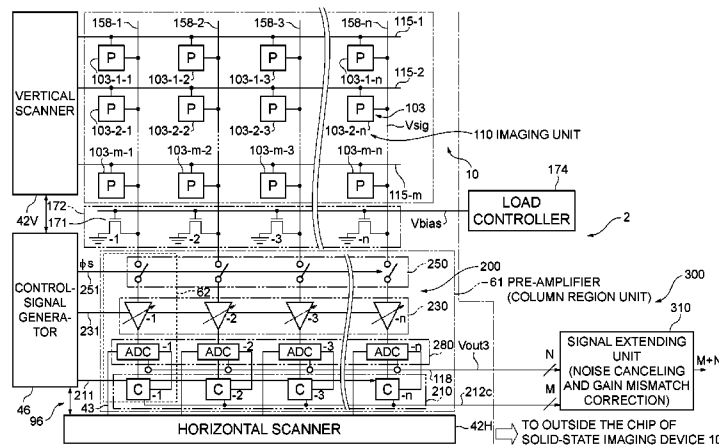 158-1 158-2 158-3 158-n 115-1
P P P P
103-1-1 103-1-2 103-1-3 103-1-n
115-2
VERTICAL
SCANNER
P P P P
103
103-2-1 103-2-2 103-2-3 103-2-n
Vsig
110 IMAGING UNIT
103-m-1 103-m-2 103-m-3 103-m-n
10
P P P P
115-m
174
LOAD
CONTROLLER
42V
172
171
-1 -2 -3 -n
Vbias
2
CONTROL-
SIGNAL
GENERA-
TOR
ϕs
251
62
250
200
61 PRE-AMPLIFIER
(COLUMN REGION UNIT)
300
230
310
231
-1 -2 -3 -n
ADC ADC ADC ADC
-1 -2 -3 -n
280
Vout3
SIGNAL EXTENDING
UNIT
(NOISE CANCELING
AND GAIN MISMATCH
CORRECTION)
N
M
M+N
118
46
211
C C C C
-1 -2 -3 -n
210
212c
96
43
42H
HORIZONTAL SCANNER
TO OUTSIDE THE CHIP OF
SOLID-STATE IMAGING DEVICE 10